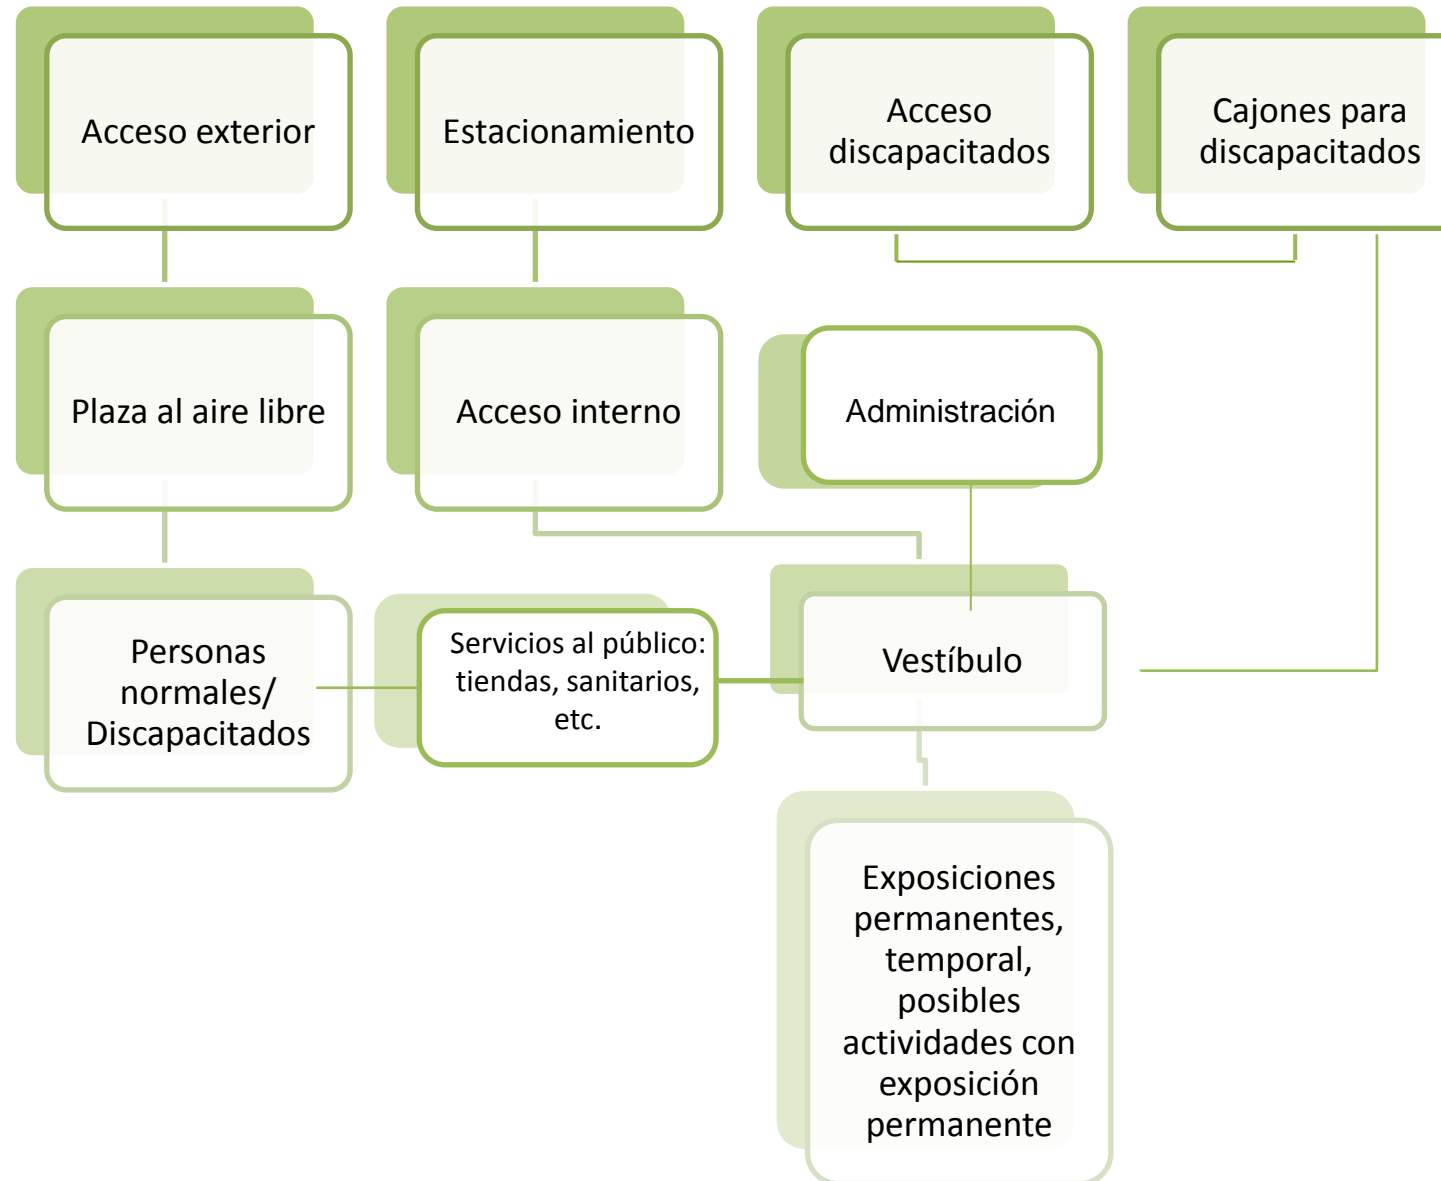 Acceso exterior
Estacionamiento
Acceso
discapacitados
Cajones para
discapacitados
Plaza al aire libre
Acceso interno
Administración
Personas
normales/
Discapacitados
Servicios al público:
tiendas, sanitarios,
etc.
Vestíbulo
Exposiciones
permanentes,
temporal,
posibles
actividades con
exposición
permanente